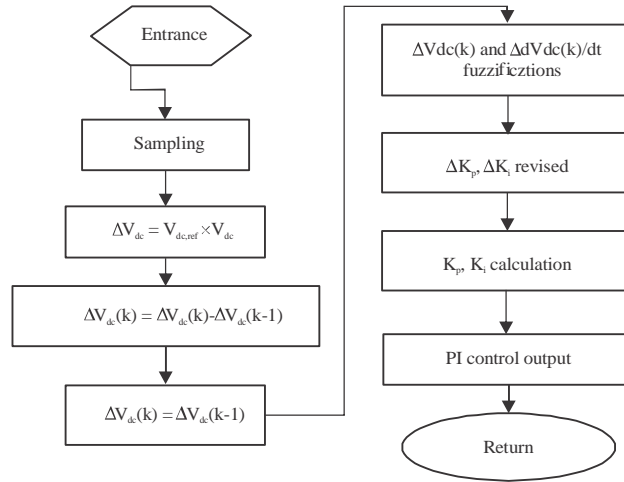 Entrance
Sampling
ΔV_dc = V_dc,ref × V_dc
ΔV_dc(k) = ΔV_dc(k)-ΔV_dc(k-1)
ΔV_dc(k) = ΔV_dc(k-1)
ΔVdc(k) and ΔdVdc(k)/dt
fuzzificztions
ΔK_p, ΔK_i revised
K_p, K_i calculation
PI control output
Return